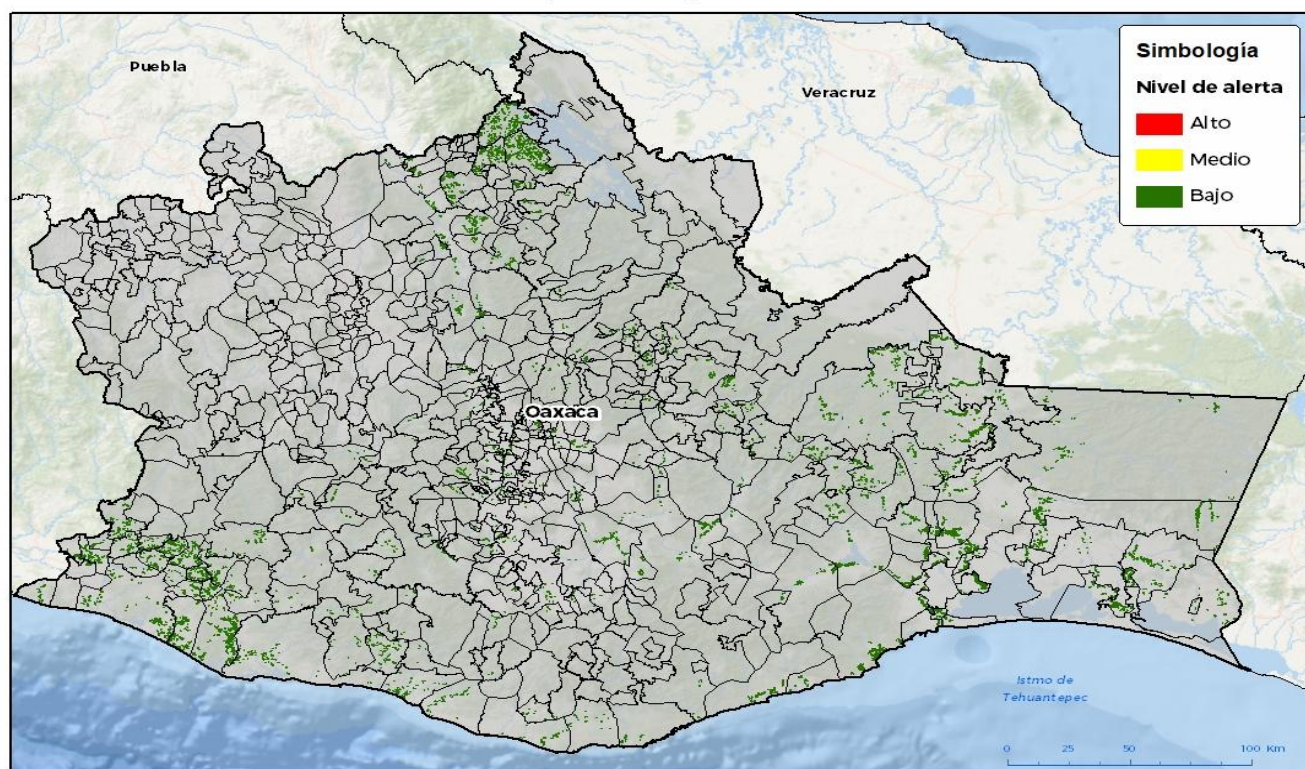 Simbología
Nivel de alerta
Alto
Medio
Bajo
Puebla
Veracruz
Oaxaca
Istmo de
Tehuantepec
0 25 50 100 Km